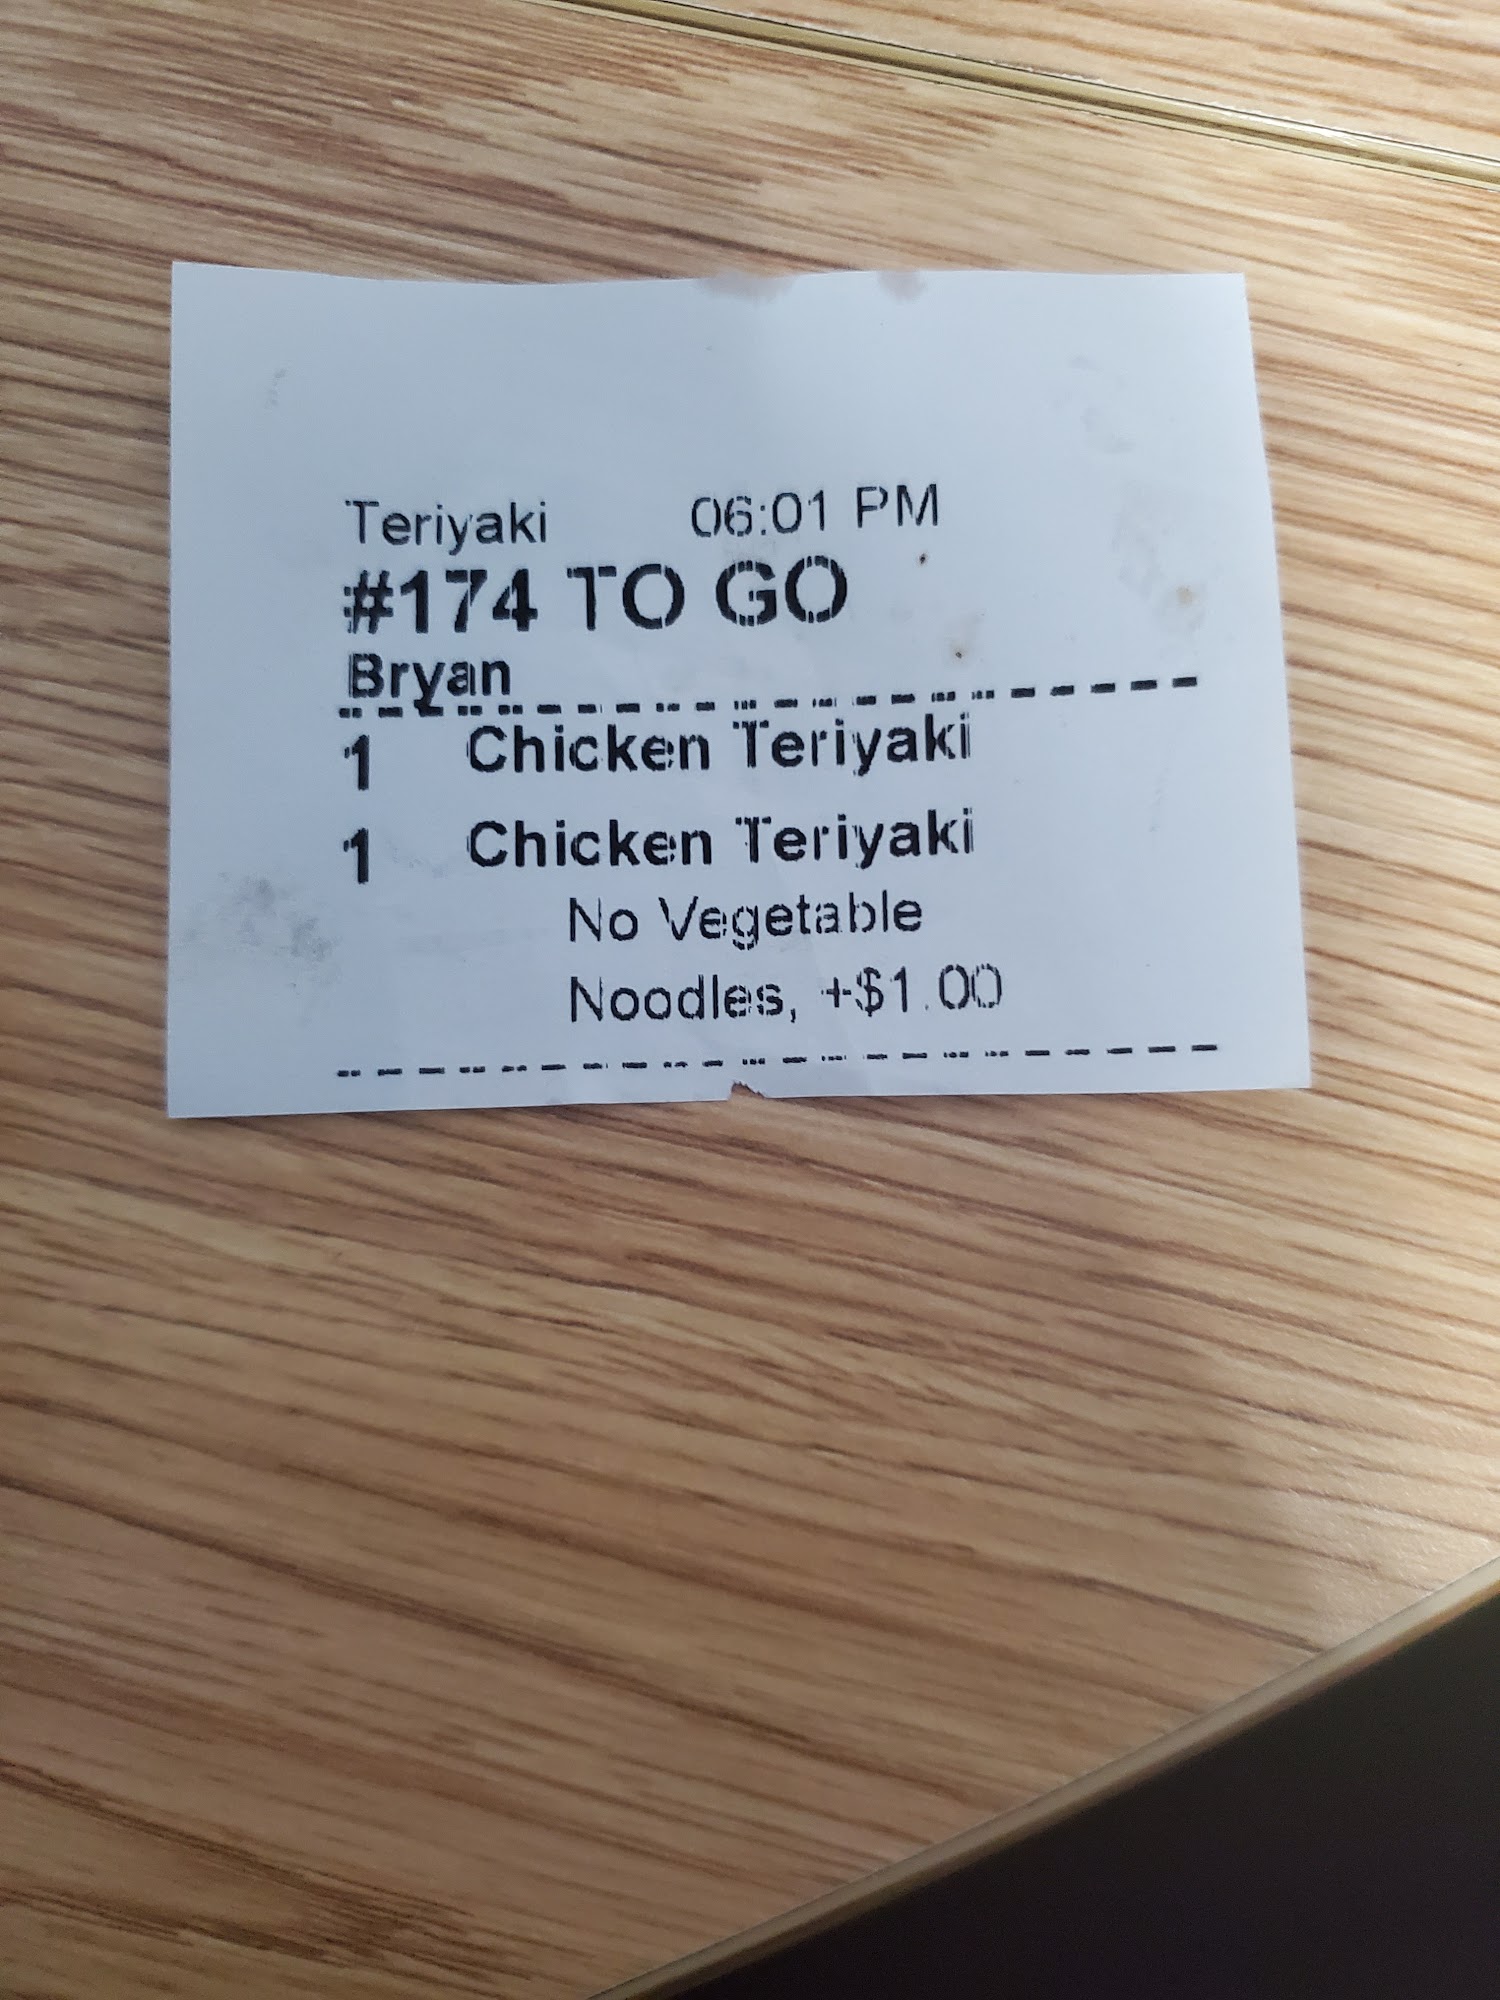 Teriyaki 06:01 PM
#174 TO GO
Bryan
1 Chicken Teriyaki
1 Chicken Teriyaki
No Vegetable
Noodles, +$1.00